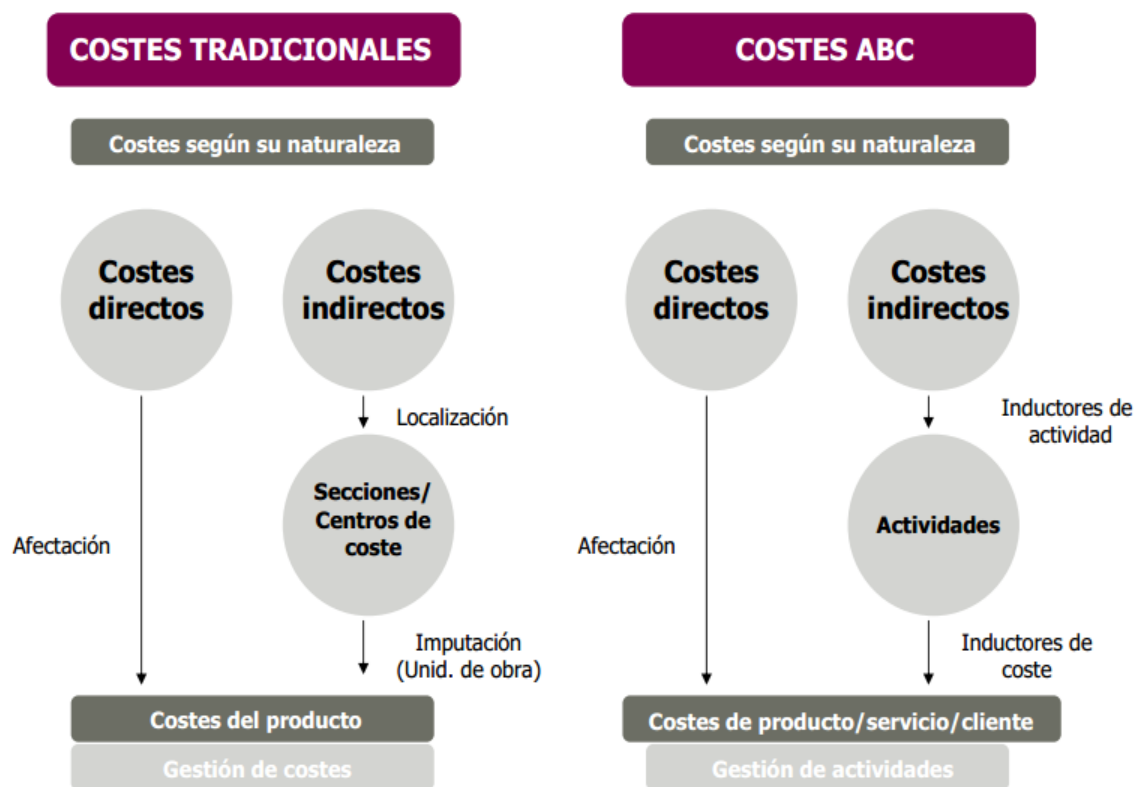 COSTES TRADICIONALES
Costes según su naturaleza
Costes
directos
Costes
indirectos
Localización
Secciones/
Centros de
coste
Afectación
Imputación
(Unid. de obra)
Costes del producto
Gestión de costes
COSTES ABC
Costes según su naturaleza
Costes
directos
Costes
indirectos
Inductores de
actividad
Actividades
Afectación
Inductores de
coste
Costes de producto/servicio/cliente
Gestión de actividades